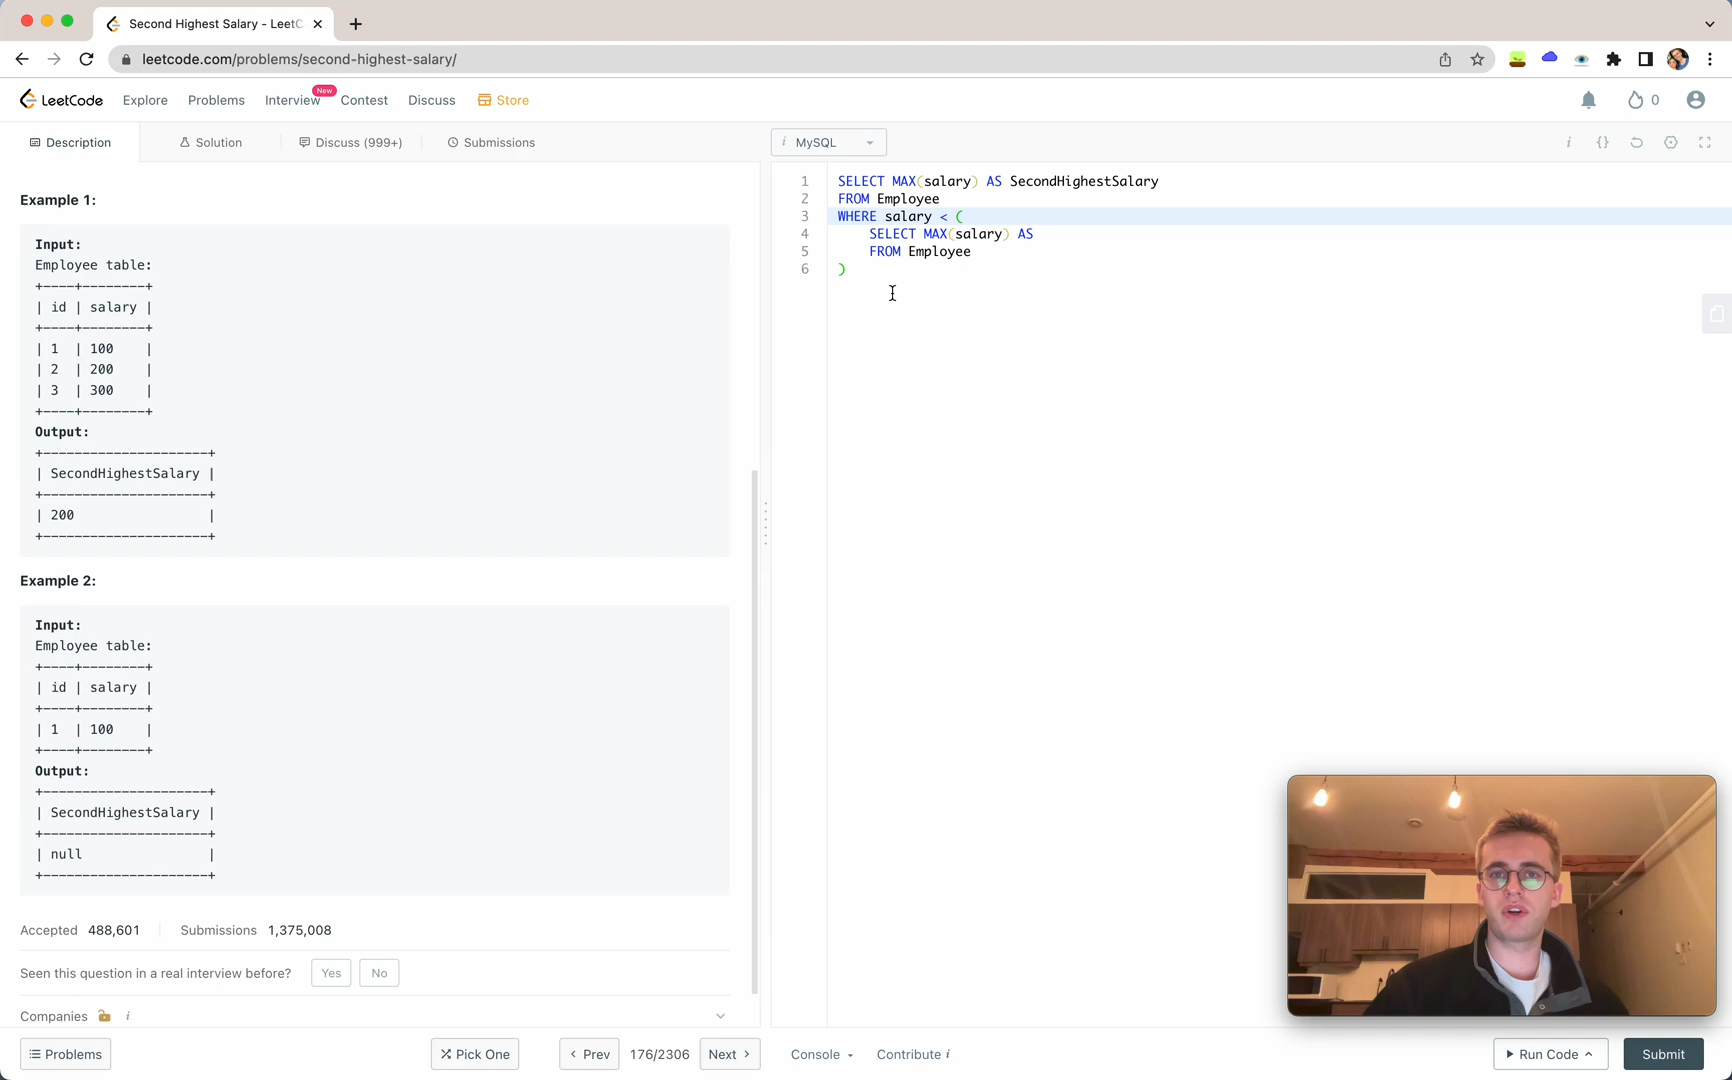 Second Highest Salary - LeetC
leetcode.com/problems/second-highest-salary/
LeetCode
Explore
Problems
Interview
New
Contest
Discuss
Store
0
Description
Solution
Discuss (999+)
Submissions
i MySQL
i {}
Example 1:
Input:
Employee table:
+----+--------+
| id | salary |
+----+--------+
| 1 | 100 |
| 2 | 200 |
| 3 | 300 |
+----+--------+
Output:
+---------------------+
| SecondHighestSalary |
+---------------------+
| 200 |
+---------------------+
Example 2:
Input:
Employee table:
+----+--------+
| id | salary |
+----+--------+
| 1 | 100 |
+----+--------+
Output:
+---------------------+
| SecondHighestSalary |
+---------------------+
| null |
+---------------------+
Accepted 488,601 Submissions 1,375,008
Seen this question in a real interview before? Yes No
Companies i
1 SELECT MAX(salary) AS SecondHighestSalary
2 FROM Employee
3 WHERE salary < (
4 SELECT MAX(salary) AS
5 FROM Employee
6 )
Problems
Pick One
< Prev
176/2306
Next >
Console
Contribute i
Run Code
Submit